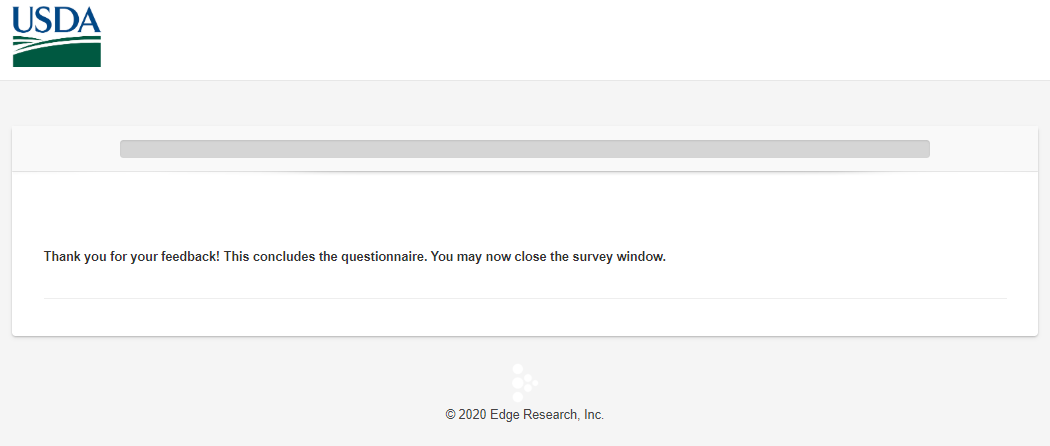 USDA
Thank you for your feedback! This concludes the questionnaire. You may now close the survey window.
© 2020 Edge Research, Inc.